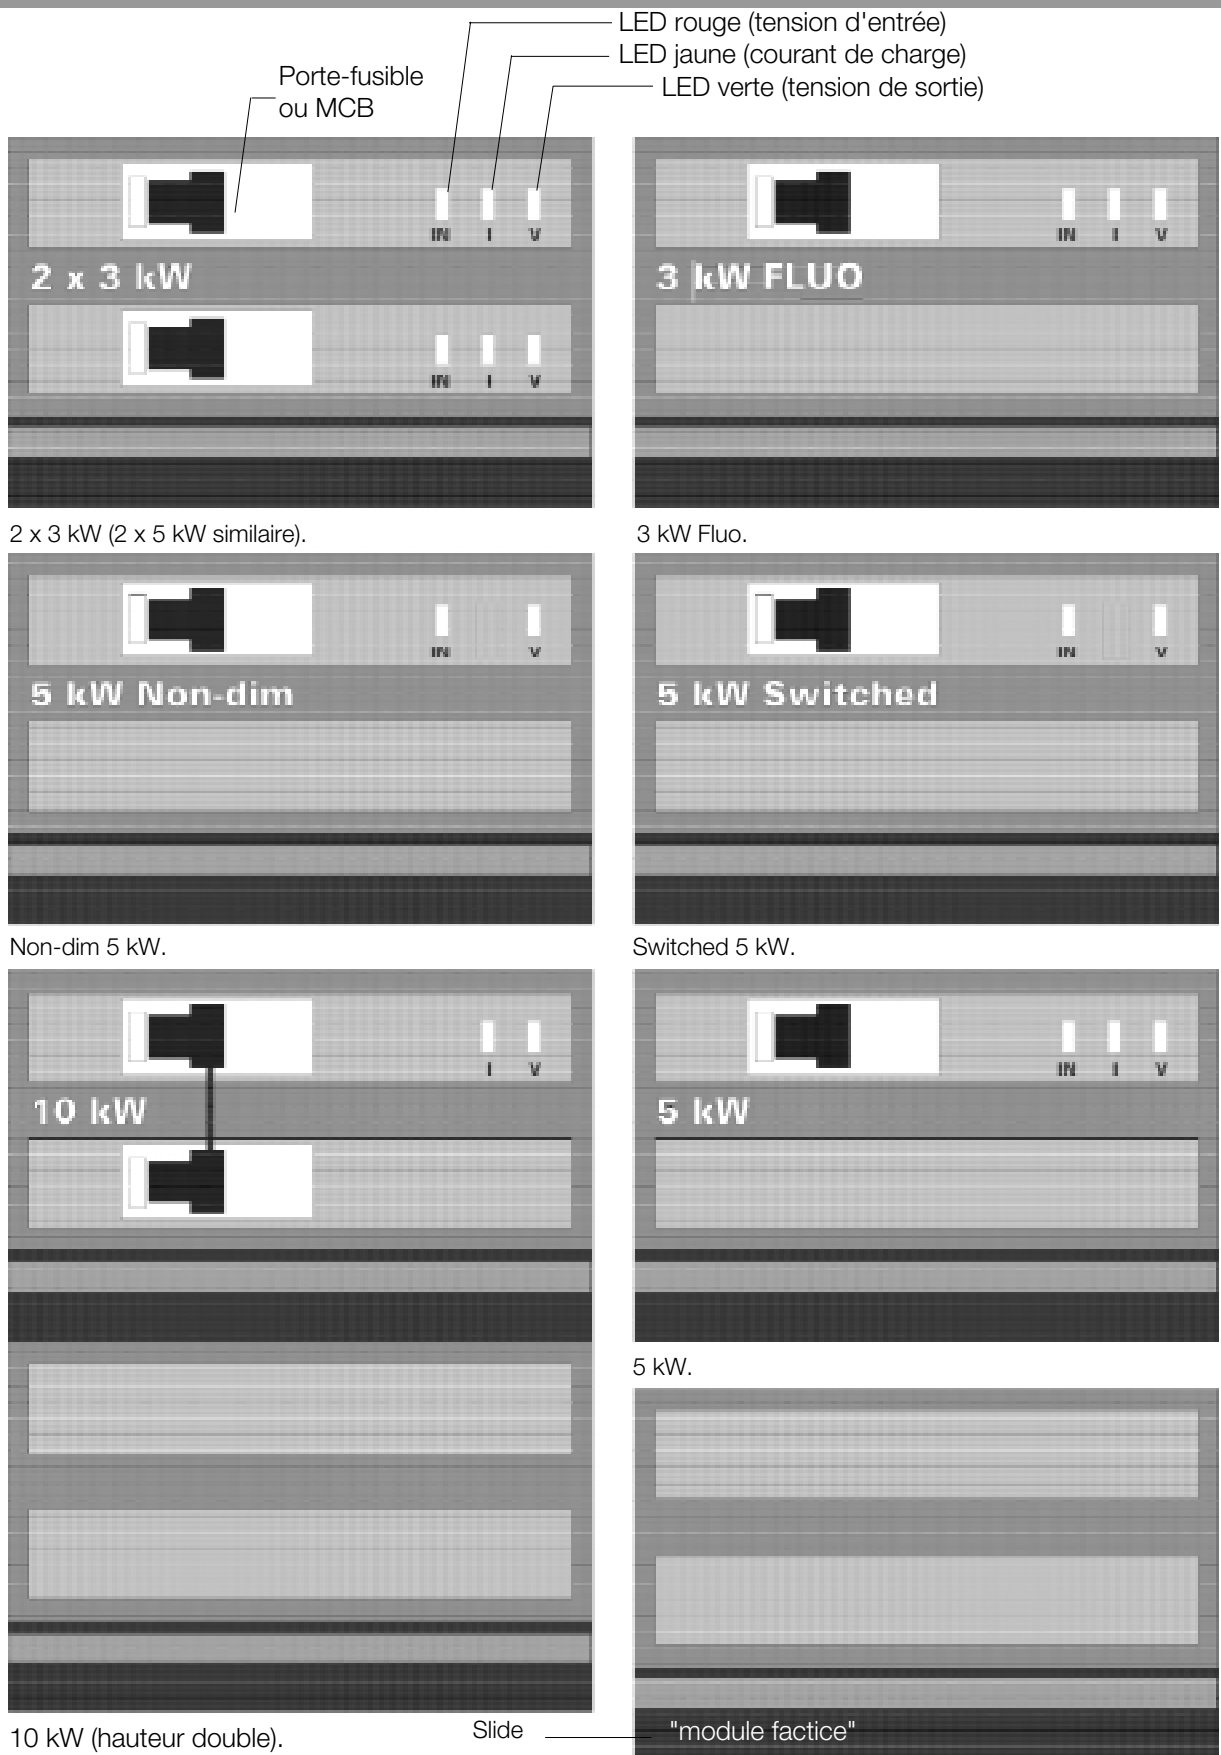 LED rouge (tension d'entrée)
LED jaune (courant de charge)
LED verte (tension de sortie)
Porte-fusible
ou MCB
IN I V
2 x 3 kW
IN I V
2 x 3 kW (2 x 5 kW similaire).
IN I V
3 kW FLUO
3 kW Fluo.
IN V
5 kW Non-dim
Non-dim 5 kW.
IN V
5 kW Switched
Switched 5 kW.
I V
10 kW
10 kW (hauteur double).
IN I V
5 kW
5 kW.
Slide
"module factice"